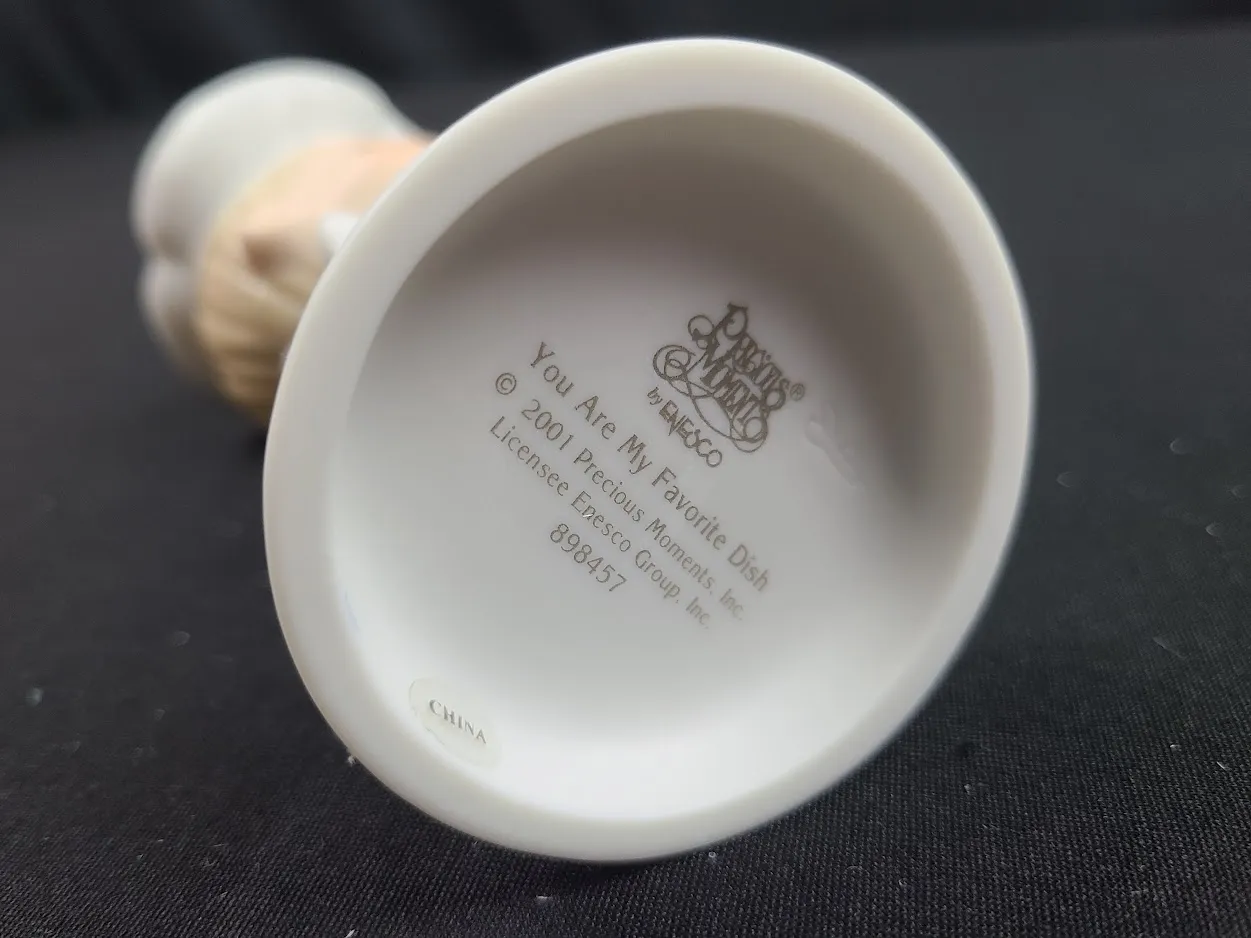 PRECIOUS
MOMENTS®
by ENESCO
You Are My Favorite Dish
© 2001 Precious Moments, Inc.
Licensee Enesco Group, Inc.
898457
CHINA